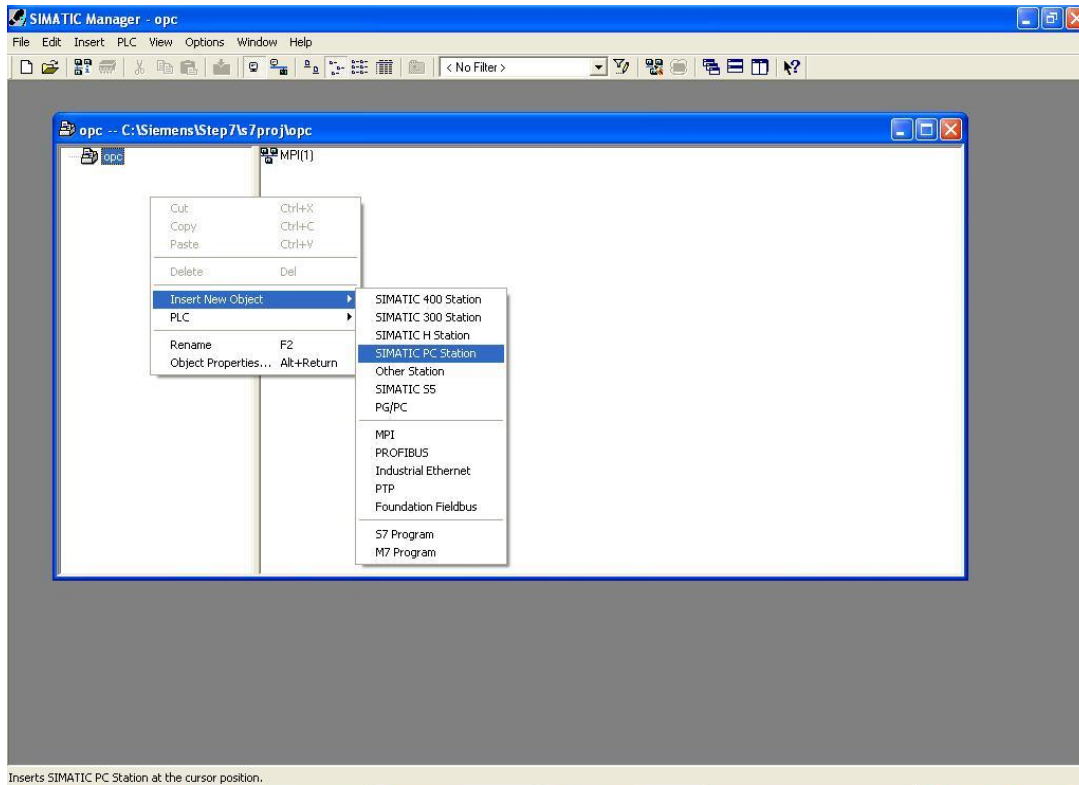 SIMATIC Manager - opc
File Edit Insert PLC View Options Window Help
< No Filter >
opc -- C:\Siemens\Step7\s7proj\opc
opc
MPI(1)
Cut Ctrl+X
Copy Ctrl+C
Paste Ctrl+V
Delete Del
Insert New Object
PLC
Rename F2
Object Properties... Alt+Return
SIMATIC 400 Station
SIMATIC 300 Station
SIMATIC H Station
SIMATIC PC Station
Other Station
SIMATIC S5
PG/PC
MPI
PROFIBUS
Industrial Ethernet
PTP
Foundation Fieldbus
S7 Program
M7 Program
Inserts SIMATIC PC Station at the cursor position.